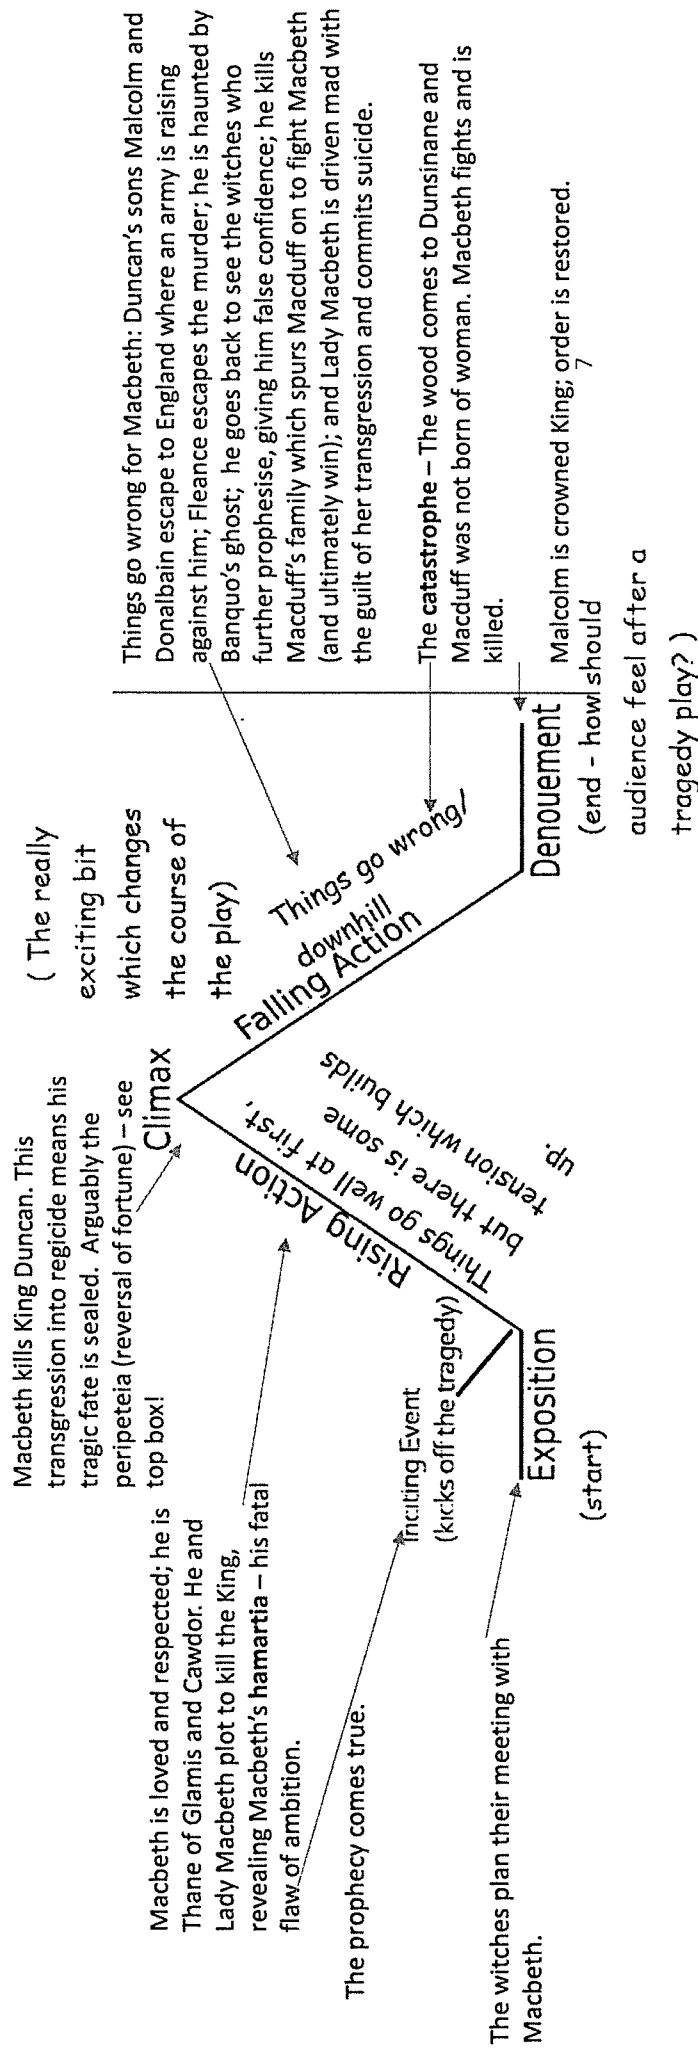 Macbeth kills King Duncan. This
transgression into regicide means his
tragic fate is sealed. Arguably the
peripeteia (reversal of fortune) – see
top box!
Climax
( The really
exciting bit
which changes
the course of
the play)
Macbeth is loved and respected; he is
Thane of Glamis and Cawdor. He and
Lady Macbeth plot to kill the King,
revealing Macbeth's hamartia – his fatal
flaw of ambition.
Rising Action
Things go well at first,
but there is some
tension which builds
up.
Things go wrong/
downhill
Falling Action
Things go wrong for Macbeth: Duncan's sons Malcolm and
Donalbain escape to England where an army is raising
against him; Fleance escapes the murder; he is haunted by
Banquo's ghost; he goes back to see the witches who
further prophesise, giving him false confidence; he kills
Macduff's family which spurs Macduff on to fight Macbeth
(and ultimately win); and Lady Macbeth is driven mad with
the guilt of her transgression and commits suicide.
The prophecy comes true.
Inciting Event
(kicks off the tragedy)
The catastrophe – The wood comes to Dunsinane and
Macduff was not born of woman. Macbeth fights and is
killed.
The witches plan their meeting with
Macbeth.
Exposition
(start)
Denouement
(end - how should
audience feel after a
tragedy play? )
Malcolm is crowned King; order is restored.
7